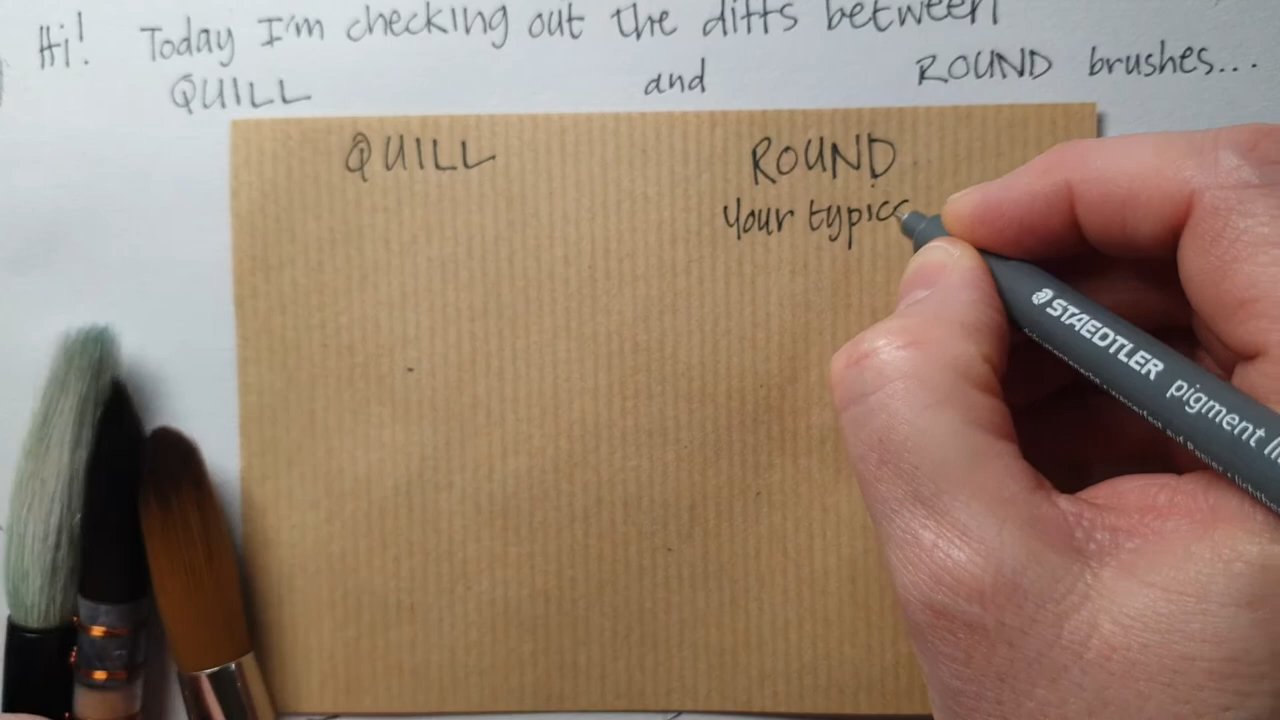 Hi! Today I'm checking out the diffs between
QUILL and ROUND brushes...
QUILL ROUND
Your typic
STAEDTLER pigment li